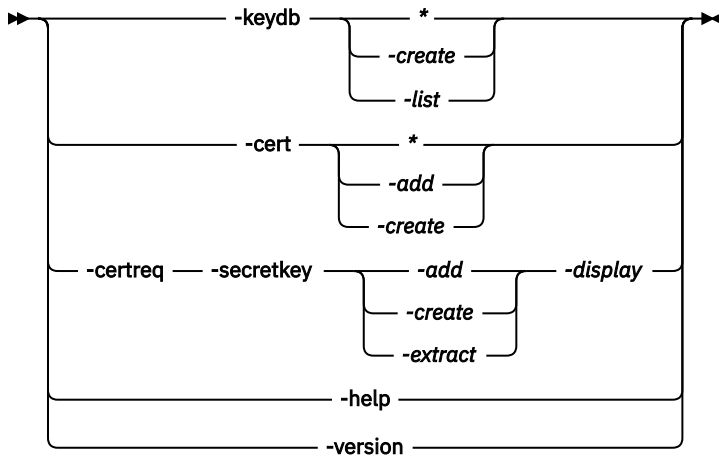 -keydb *
-create
-list
-cert *
-add
-create
-certreq -secretkey -add -display
-create
-extract
-help
-version